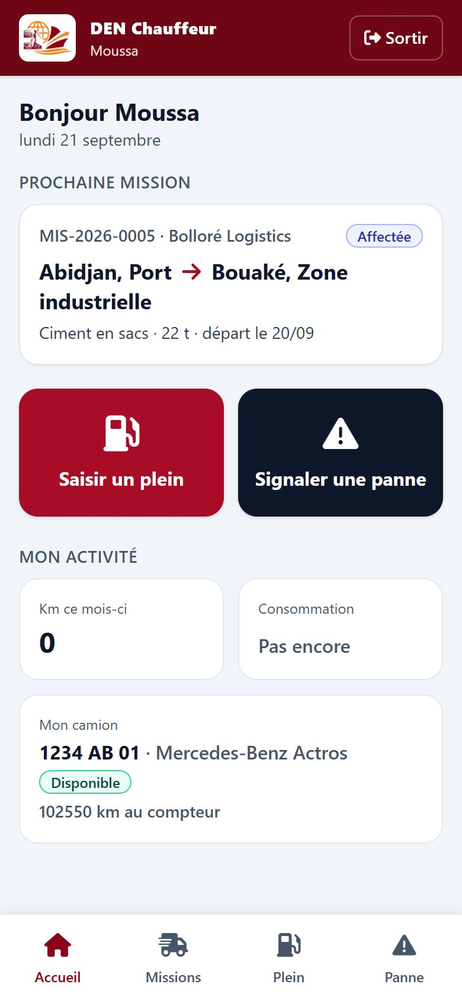 DEN Chauffeur
Moussa
Sortir
Bonjour Moussa
lundi 21 septembre
PROCHAINE MISSION
MIS-2026-0005 · Bolloré Logistics
Affectée
Abidjan, Port → Bouaké, Zone
industrielle
Ciment en sacs · 22 t · départ le 20/09
Saisir un plein
Signaler une panne
MON ACTIVITÉ
Km ce mois-ci
0
Consommation
Pas encore
Mon camion
1234 AB 01 · Mercedes-Benz Actros
Disponible
102550 km au compteur
Accueil
Missions
Plein
Panne